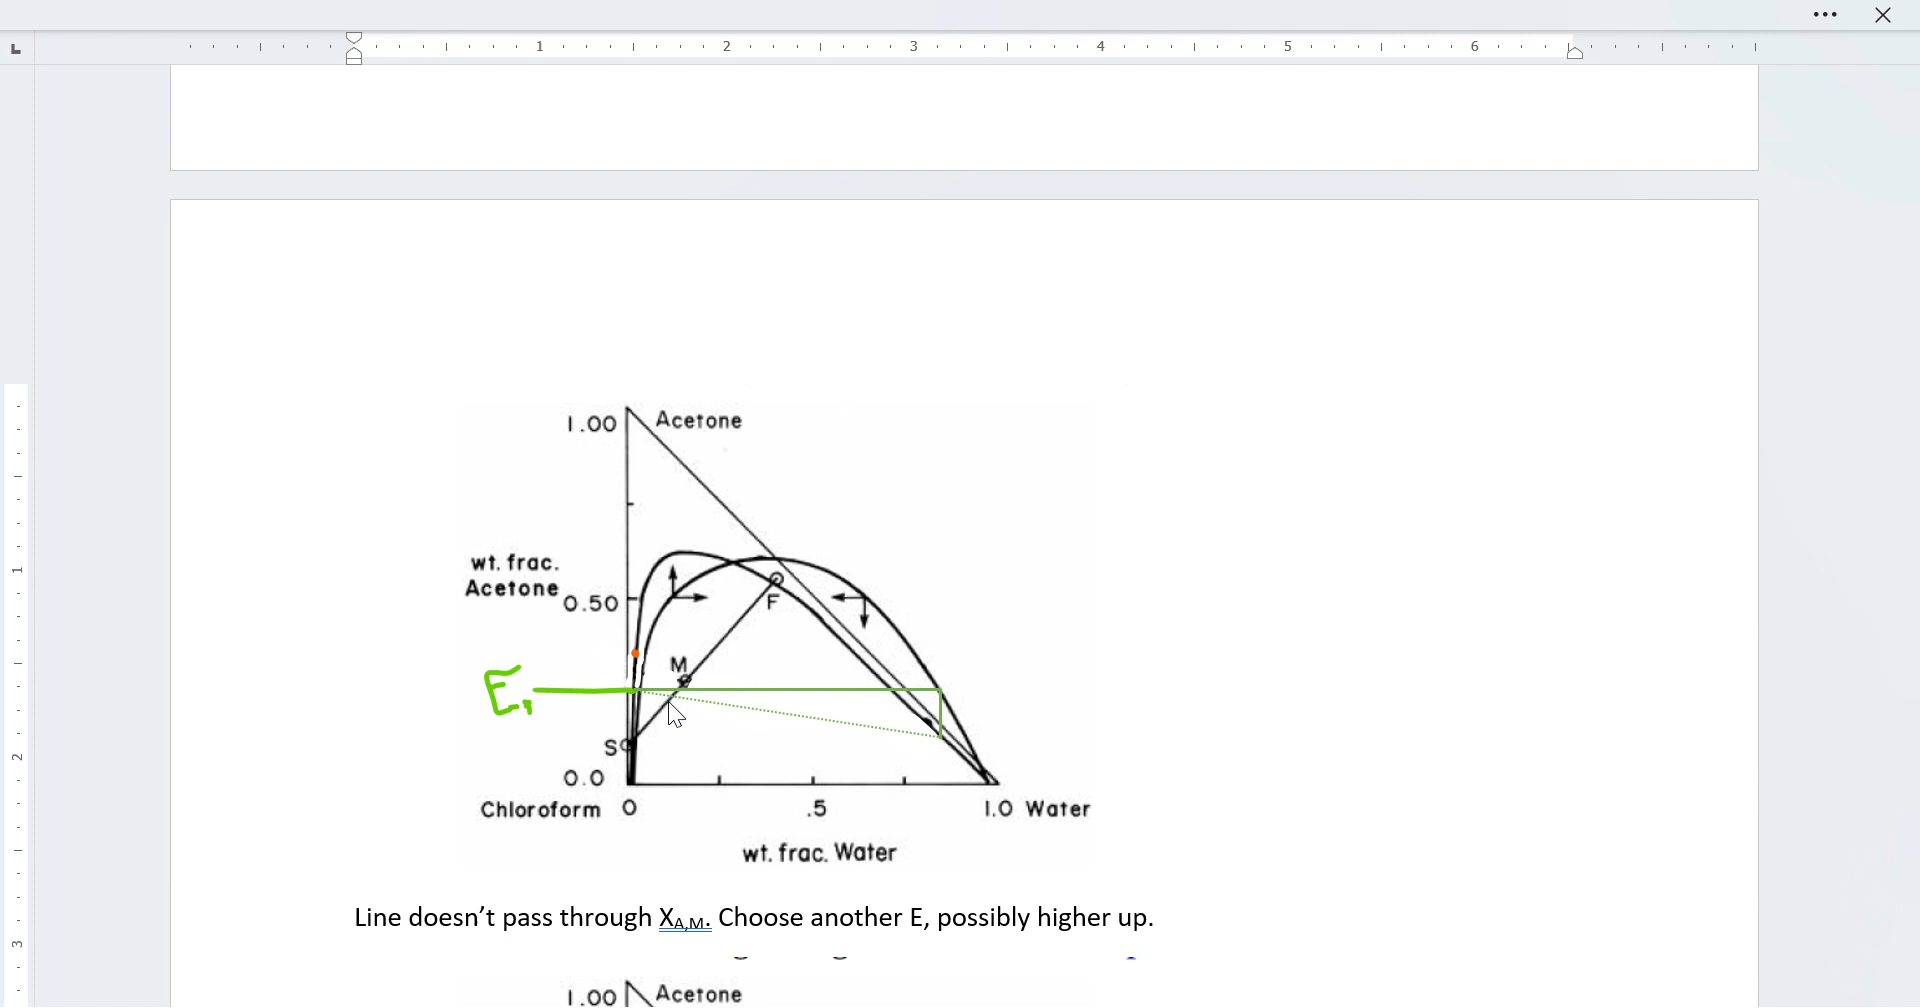 1 2 3 4 5 6
1.00 Acetone
wt. frac.
Acetone
0.50
F
M
E1
S
0.0
Chloroform 0 .5 1.0 Water
wt. frac. Water
Line doesn’t pass through XA,M. Choose another E, possibly higher up.
1.00 Acetone
1
2
3